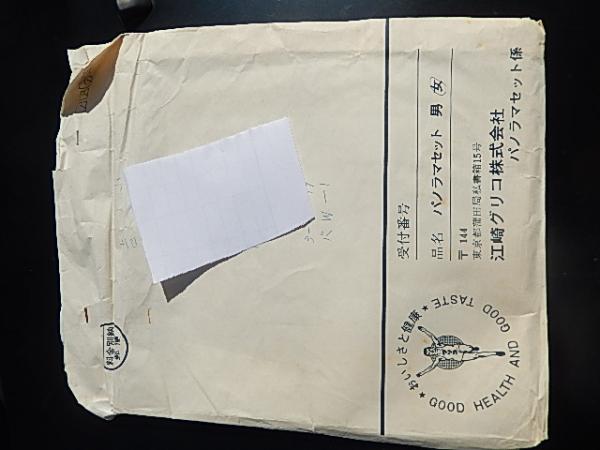 料金別納
郵便
受付番号
品名 パノラマセット 男 女
〒144
東京都蒲田局私書箱15号
江崎グリコ株式会社
パノラマセット係
★おいしさと健康★
GOOD HEALTH AND GOOD TASTE
グリコ